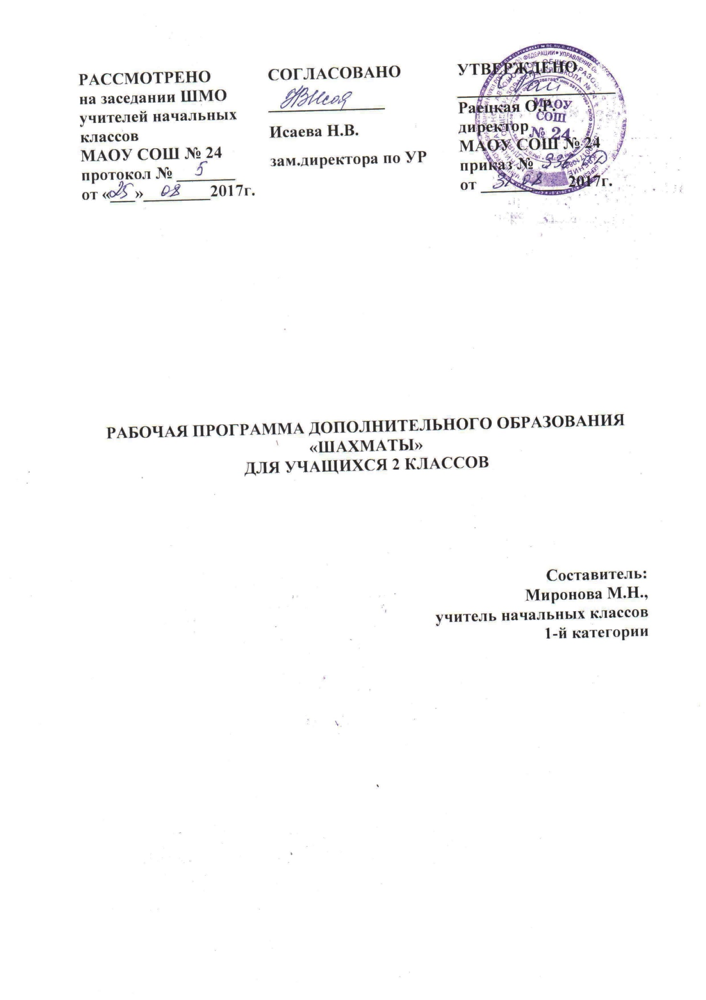 РАССМОТРЕНО
на заседании ШМО
учителей начальных
классов
МАОУ СОШ № 24
протокол № 5
от «25» 08 2017г.
СОГЛАСОВАНО
Исаева Н.В.
зам.директора по УР
УТВЕРЖДЕНО
Раецкая О.Р.
директор
МАОУ СОШ № 24
приказ № 336 ОД
от 31.08 2017г.
МАОУ
СОШ
№ 24
РАБОЧАЯ ПРОГРАММА ДОПОЛНИТЕЛЬНОГО ОБРАЗОВАНИЯ
«ШАХМАТЫ»
ДЛЯ УЧАЩИХСЯ 2 КЛАССОВ
Составитель:
Миронова М.Н.,
учитель начальных классов
1-й категории